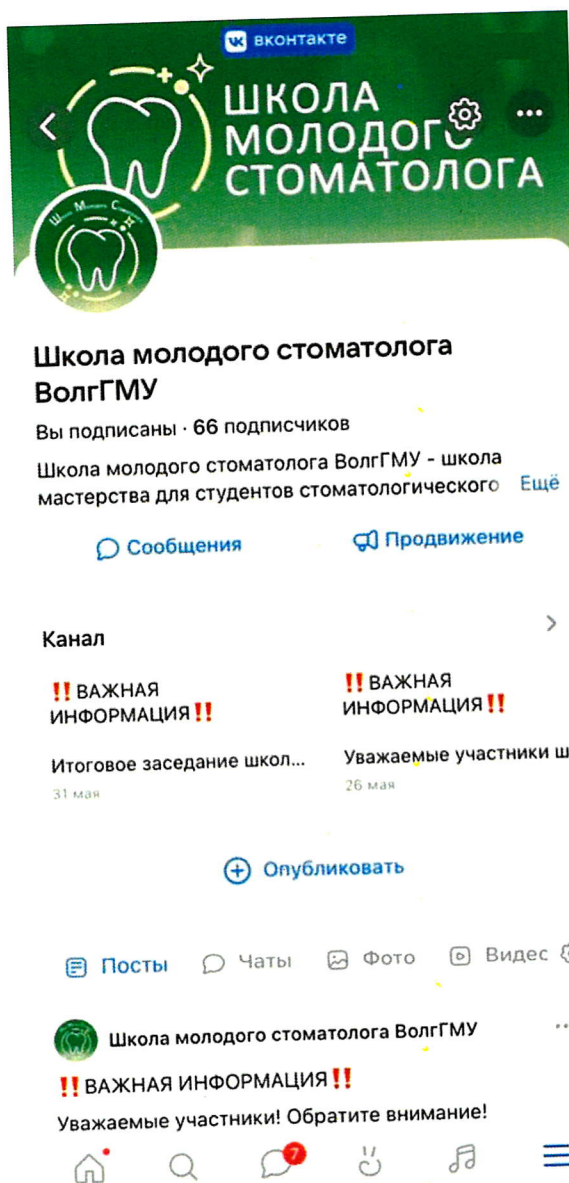 вконтакте
ШКОЛА
МОЛОДОГО
СТОМАТОЛОГА
Школа молодого стоматолога
ВолгГМУ
Вы подписаны · 66 подписчиков
Школа молодого стоматолога ВолгГМУ - школа
мастерства для студентов стоматологического Ещё
Сообщения Продвижение
Канал
‼️ ВАЖНАЯ
ИНФОРМАЦИЯ ‼️
Итоговое заседание школ...
31 мая
‼️ ВАЖНАЯ
ИНФОРМАЦИЯ ‼️
Уважаемые участники ш
26 мая
Опубликовать
Посты Чаты Фото Видес
Школа молодого стоматолога ВолгГМУ
‼️ ВАЖНАЯ ИНФОРМАЦИЯ ‼️
Уважаемые участники! Обратите внимание!
7